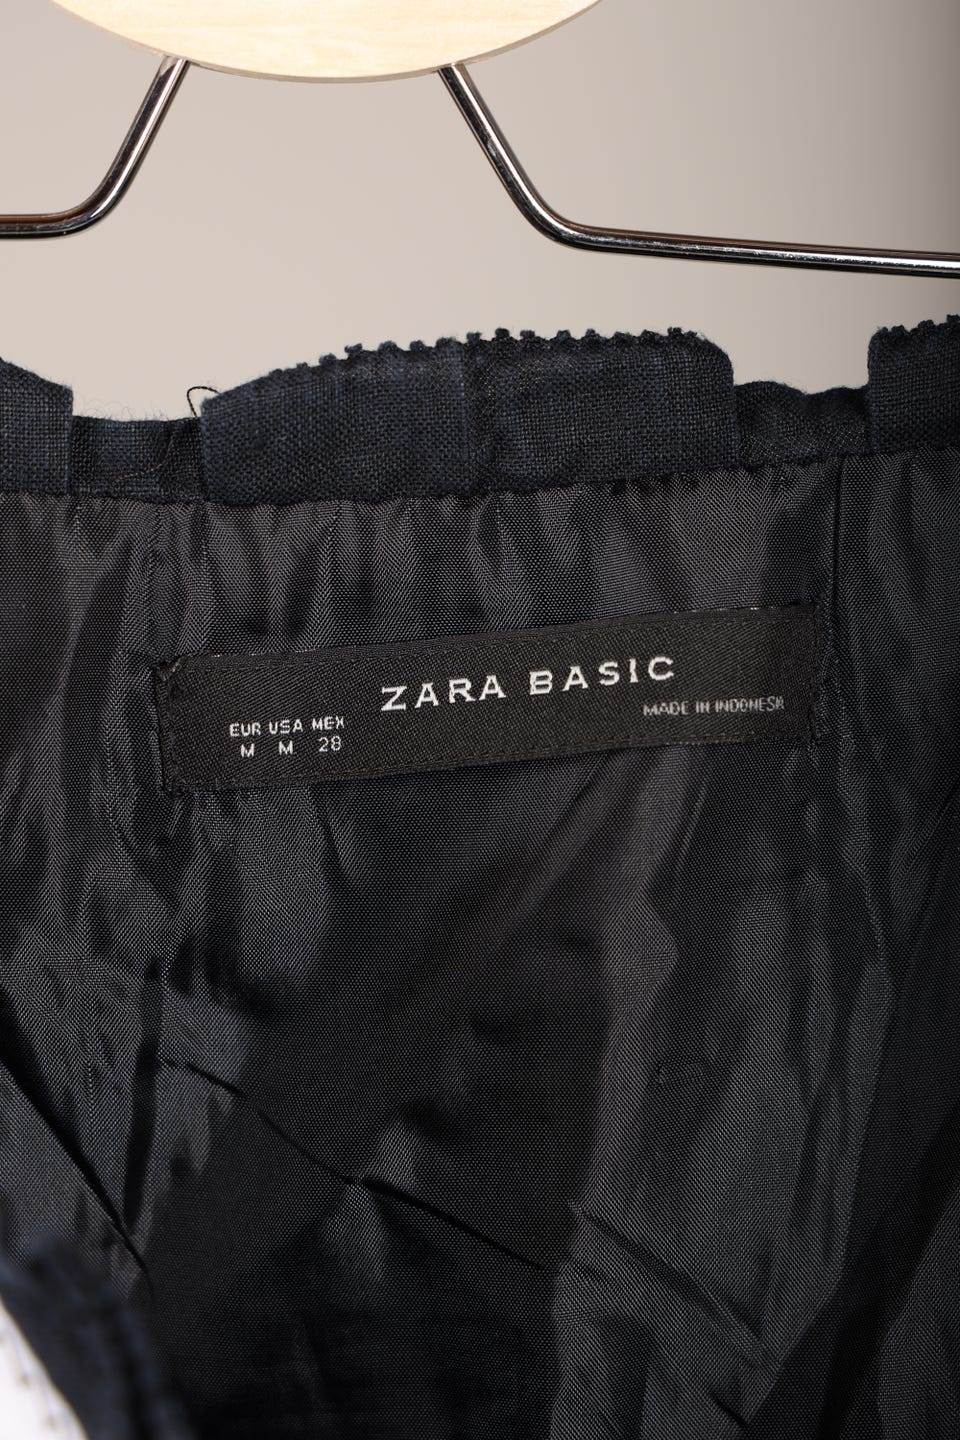 ZARA BASIC
MADE IN INDONESIA
EUR USA MEX
M M 28